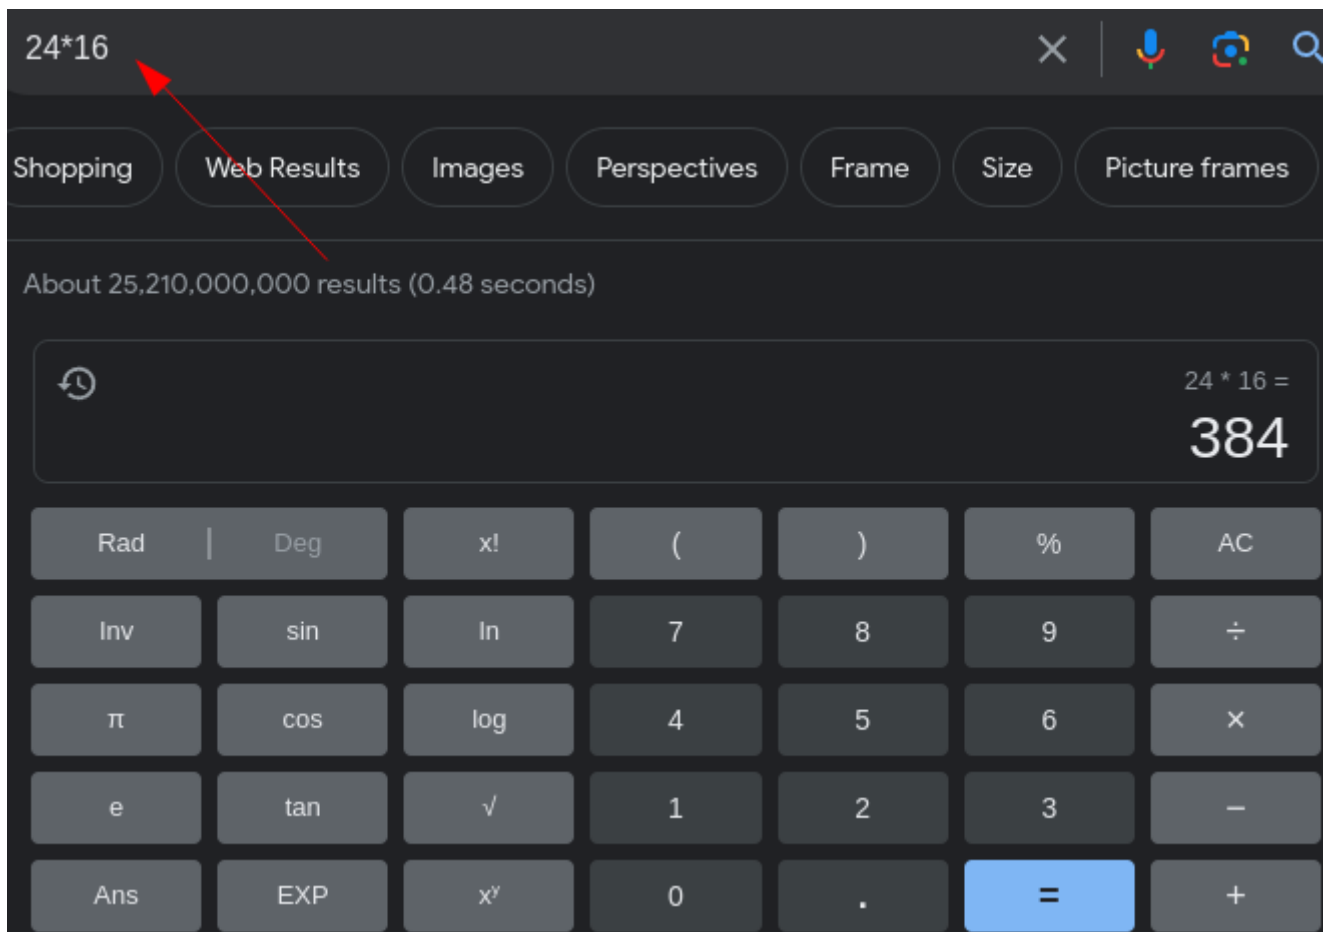 24*16
Shopping Web Results Images Perspectives Frame Size Picture frames
About 25,210,000,000 results (0.48 seconds)
24 * 16 =
384
Rad | Deg x! ( ) % AC
Inv sin ln 7 8 9 ÷
π cos log 4 5 6 ×
e tan √ 1 2 3 −
Ans EXP xʸ 0 . = +